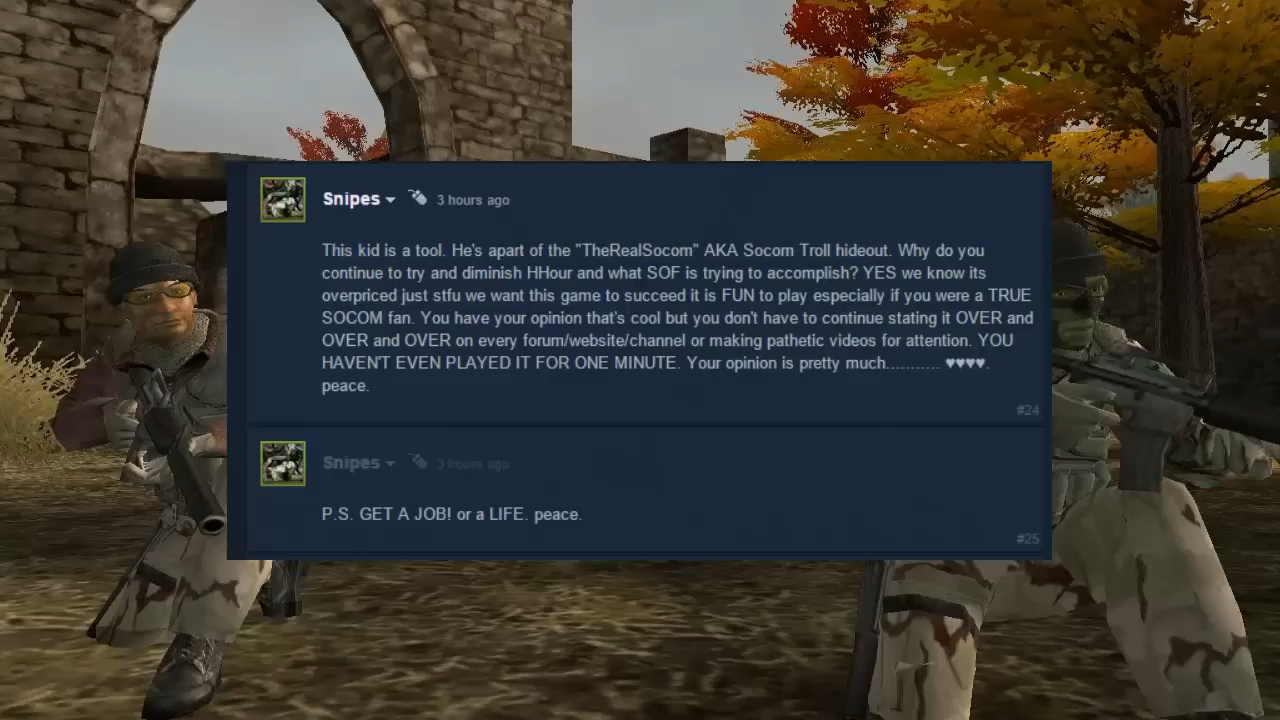 Snipes 3 hours ago
This kid is a tool. He's apart of the "TheRealSocom" AKA Socom Troll hideout. Why do you
continue to try and diminish HHour and what SOF is trying to accomplish? YES we know its
overpriced just stfu we want this game to succeed it is FUN to play especially if you were a TRUE
SOCOM fan. You have your opinion that's cool but you don't have to continue stating it OVER and
OVER and OVER on every forum/website/channel or making pathetic videos for attention. YOU
HAVEN'T EVEN PLAYED IT FOR ONE MINUTE. Your opinion is pretty much........... ♥♥♥♥.
peace.
#24
Snipes 3 hours ago
P.S. GET A JOB! or a LIFE. peace.
#25